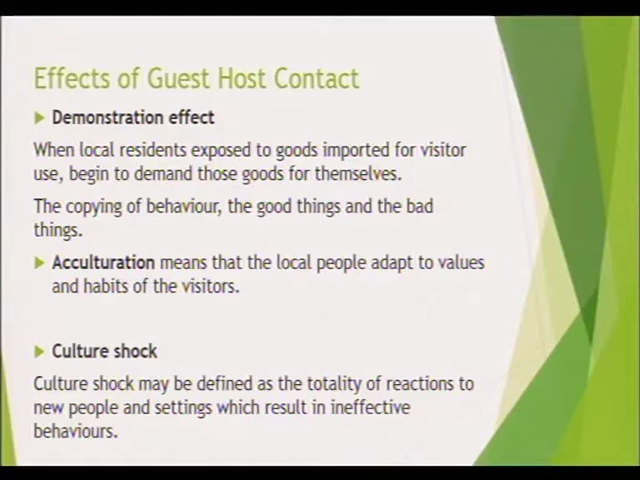 Effects of Guest Host Contact
Demonstration effect
When local residents exposed to goods imported for visitor
use, begin to demand those goods for themselves.
The copying of behaviour, the good things and the bad
things.
Acculturation means that the local people adapt to values
and habits of the visitors.
Culture shock
Culture shock may be defined as the totality of reactions to
new people and settings which result in ineffective
behaviours.